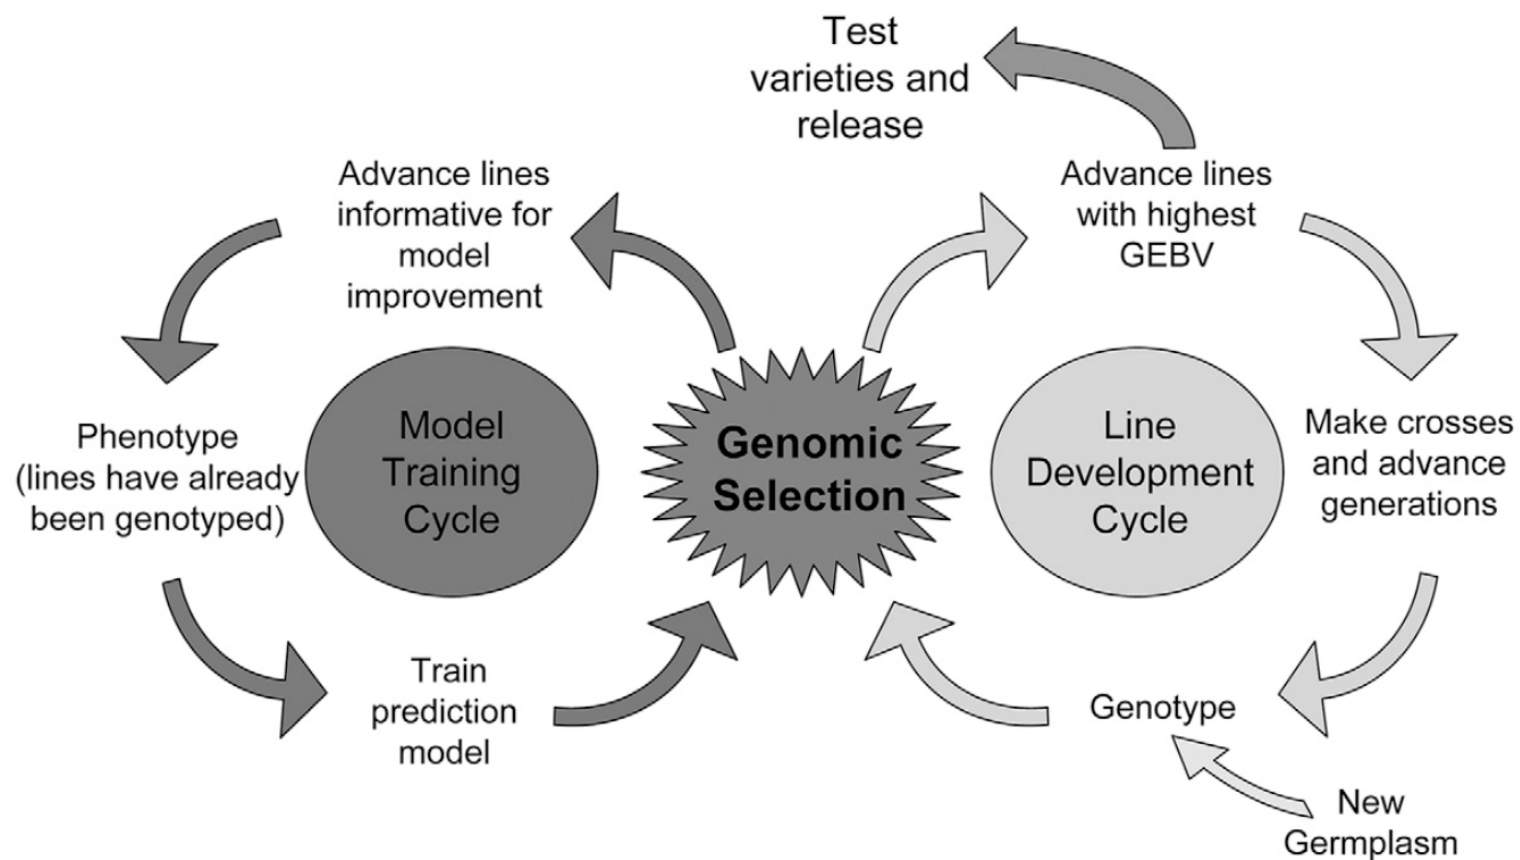 Test
varieties and
release
Advance lines
informative for
model
improvement
Advance lines
with highest
GEBV
Phenotype
(lines have already
been genotyped)
Model
Training
Cycle
Genomic
Selection
Line
Development
Cycle
Make crosses
and advance
generations
Train
prediction
model
Genotype
New
Germplasm